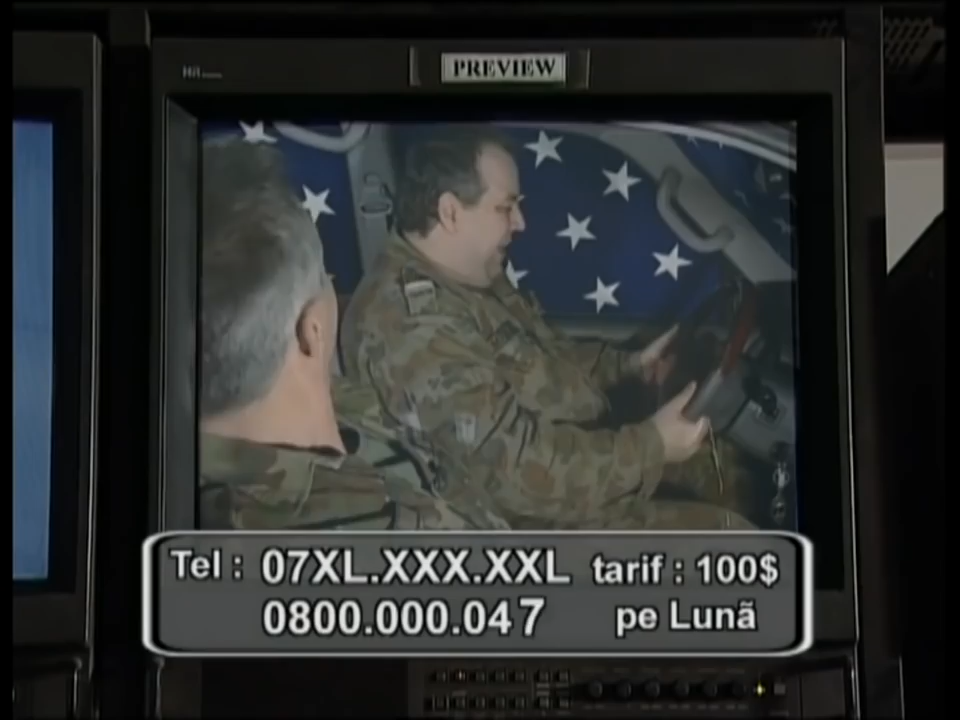 PREVIEW
Tel : 07XL.XXX.XXL tarif : 100$
0800.000.047 pe Lunã